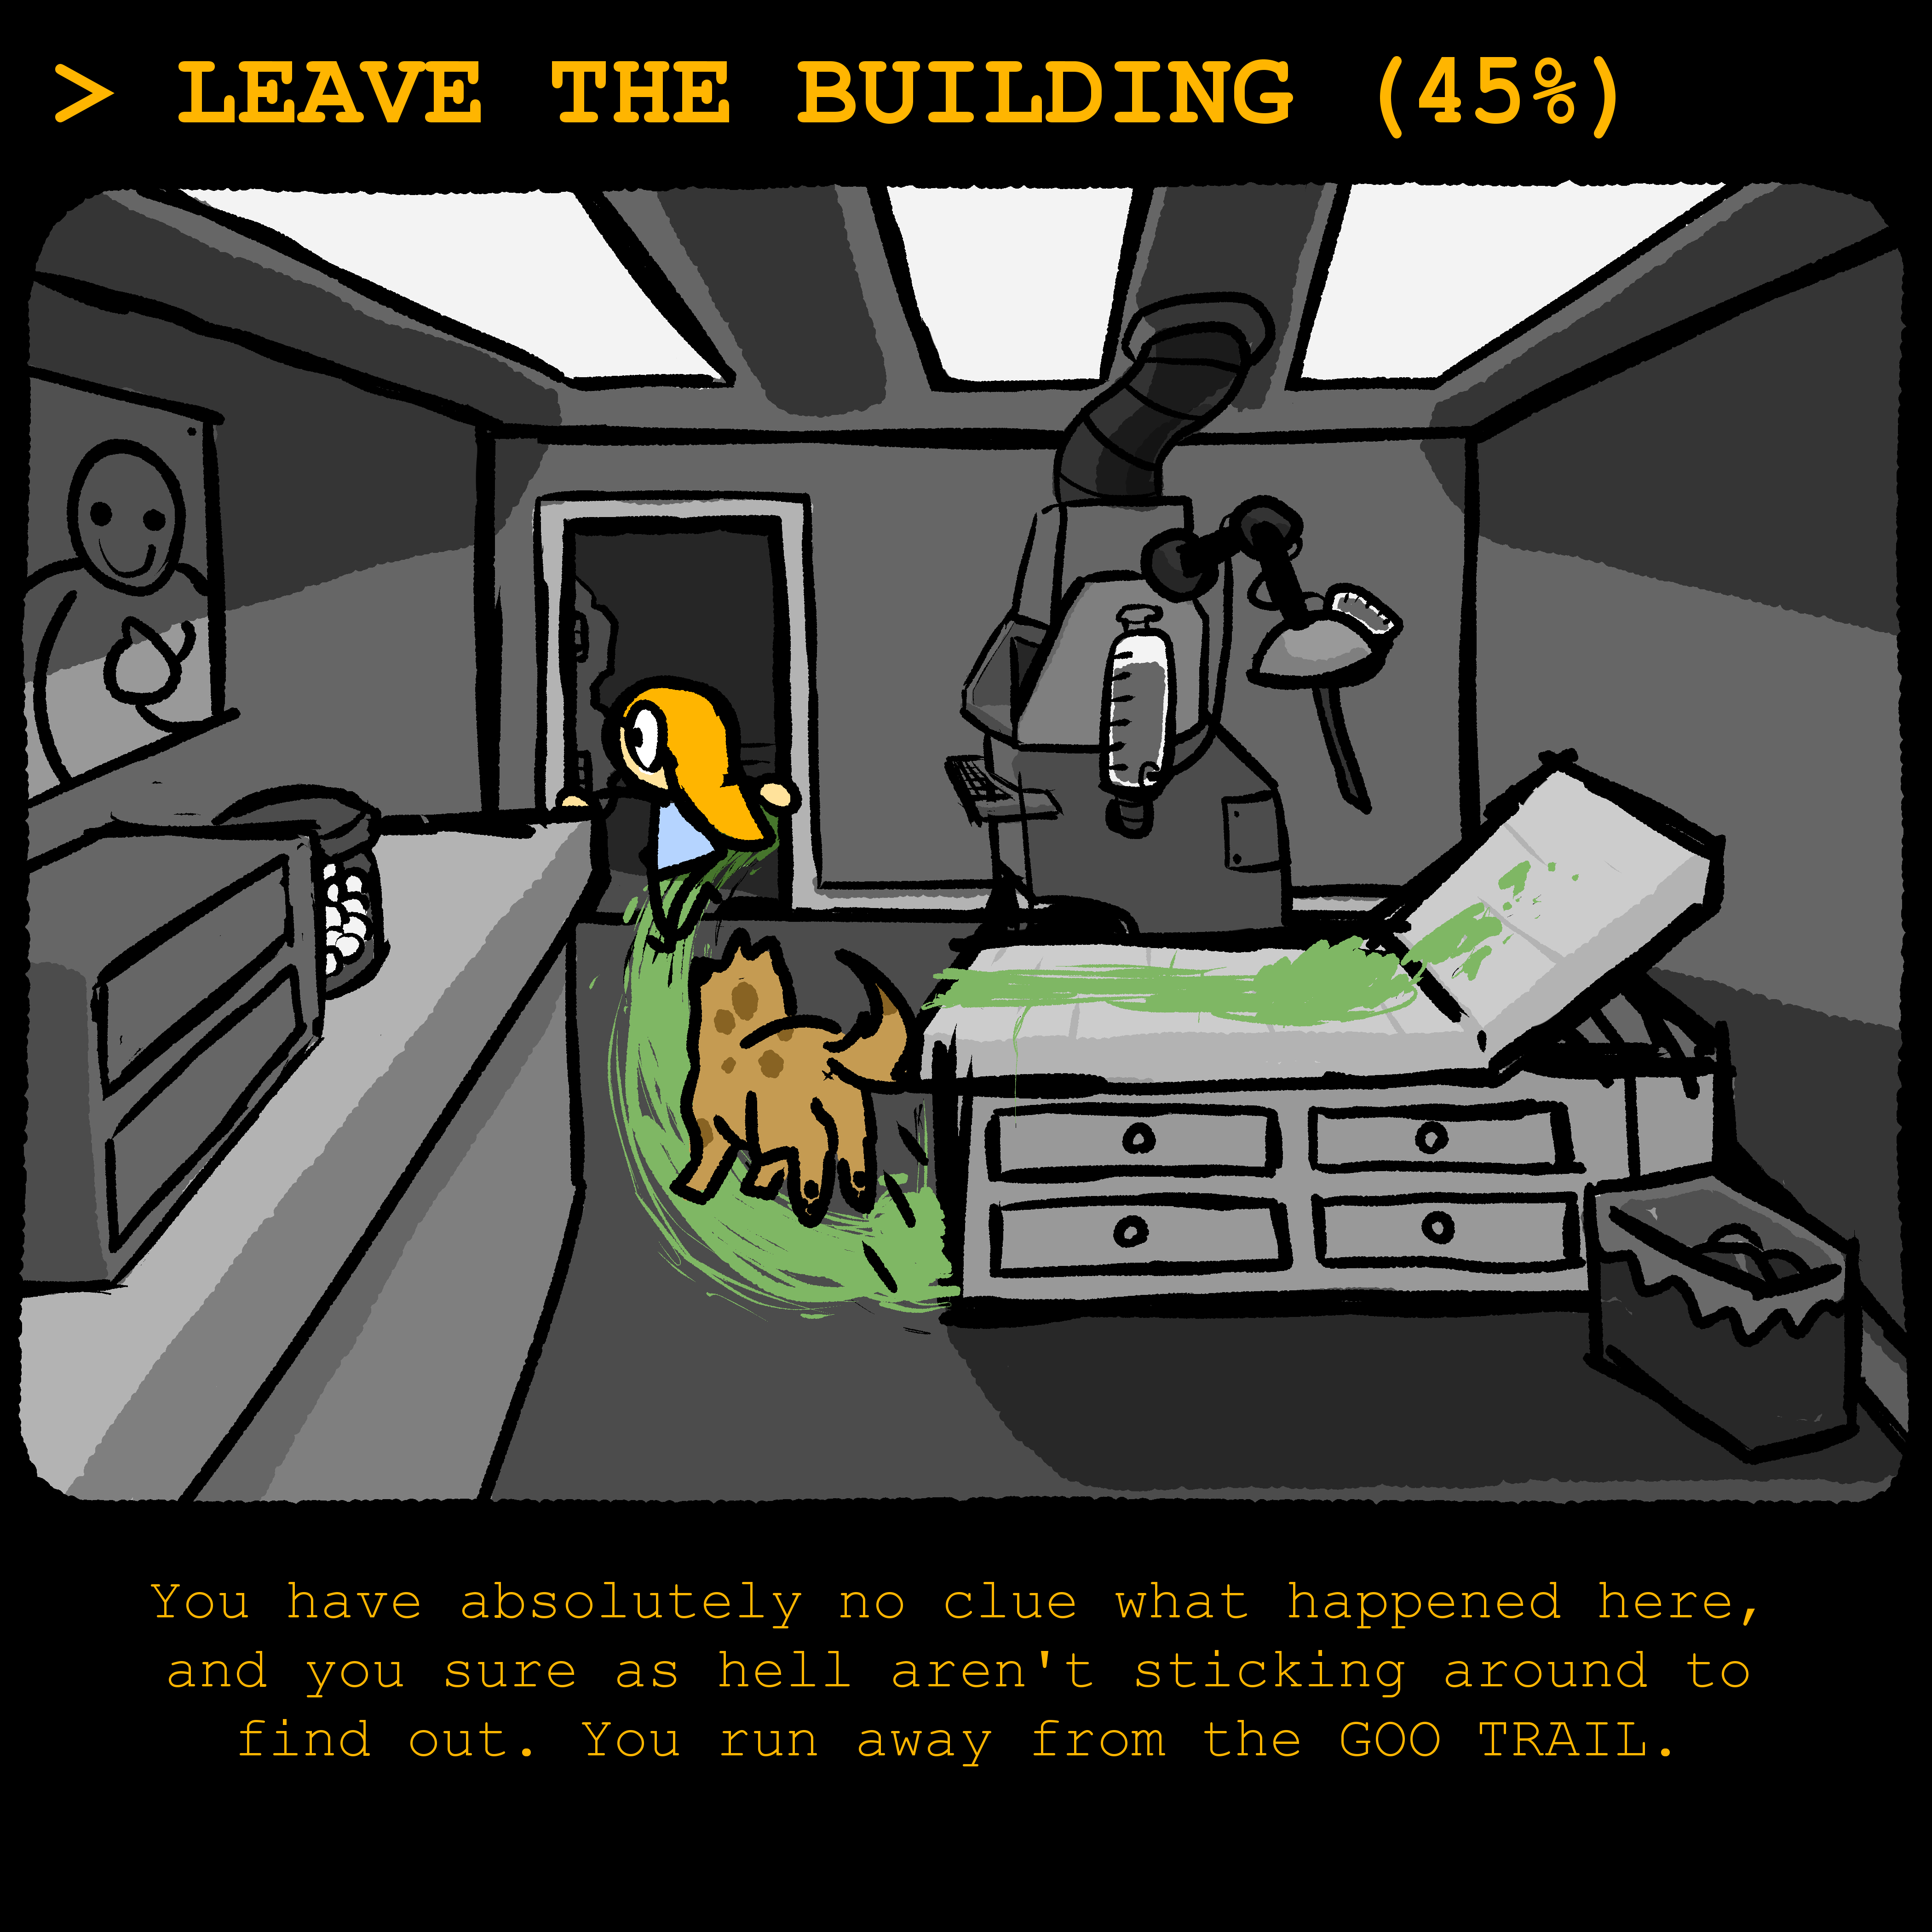 > LEAVE THE BUILDING (45%)
You have absolutely no clue what happened here,
and you sure as hell aren't sticking around to
find out. You run away from the GOO TRAIL.